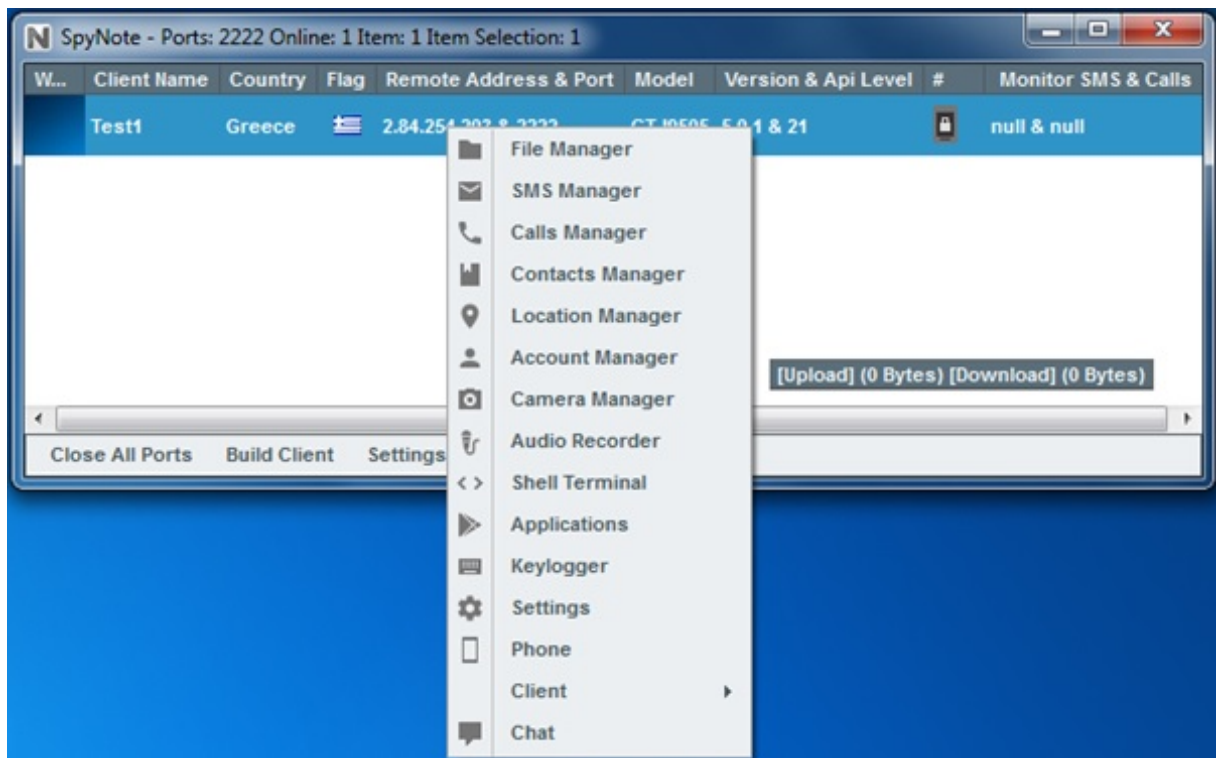 SpyNote - Ports: 2222 Online: 1 Item: 1 Item Selection: 1
W... Client Name Country Flag Remote Address & Port Model Version & Api Level # Monitor SMS & Calls
Test1 Greece 1 & 21 null & null
File Manager
SMS Manager
Calls Manager
Contacts Manager
Location Manager
Account Manager
[Upload] (0 Bytes) [Download] (0 Bytes)
Camera Manager
Audio Recorder
Close All Ports Build Client Settings
Shell Terminal
Applications
Keylogger
Settings
Phone
Client
Chat